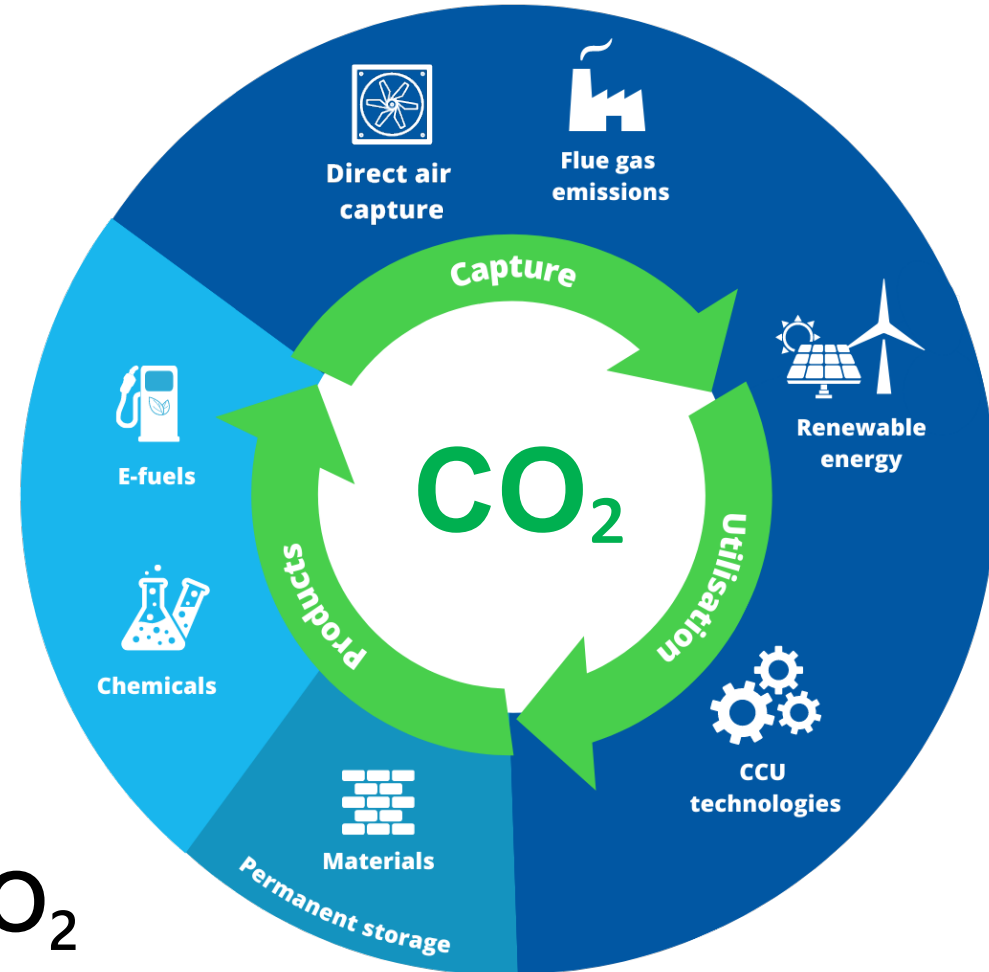 Direct air
capture
Flue gas
emissions
Capture
Renewable
energy
E-fuels
CO₂
Utilisation
Products
Chemicals
CCU
technologies
Materials
Permanent storage
O₂